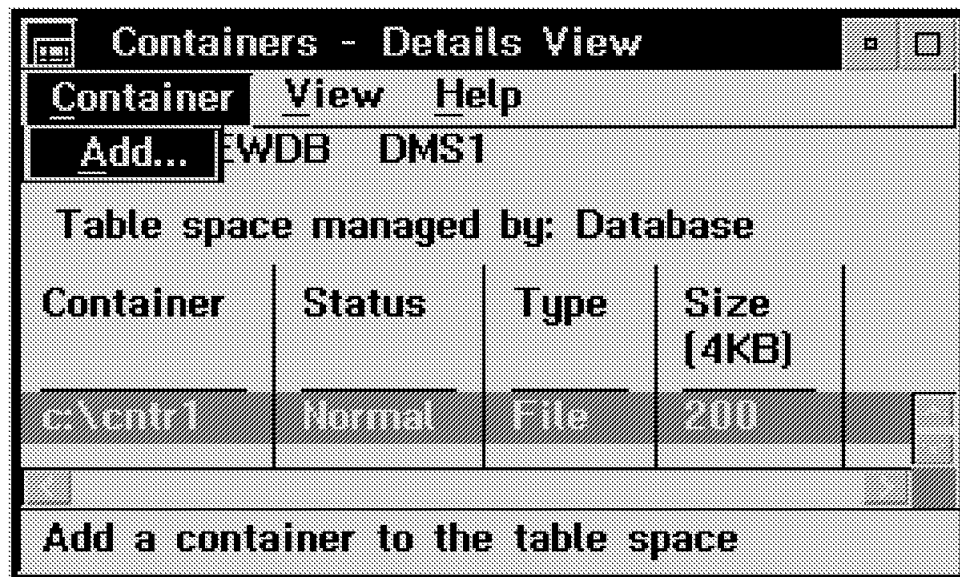 Containers - Details View
Container View Help
Add... EWDB DMS1
Table space managed by: Database
Container Status Type Size
(4KB)
c:\cntr1 Normal File 200
Add a container to the table space